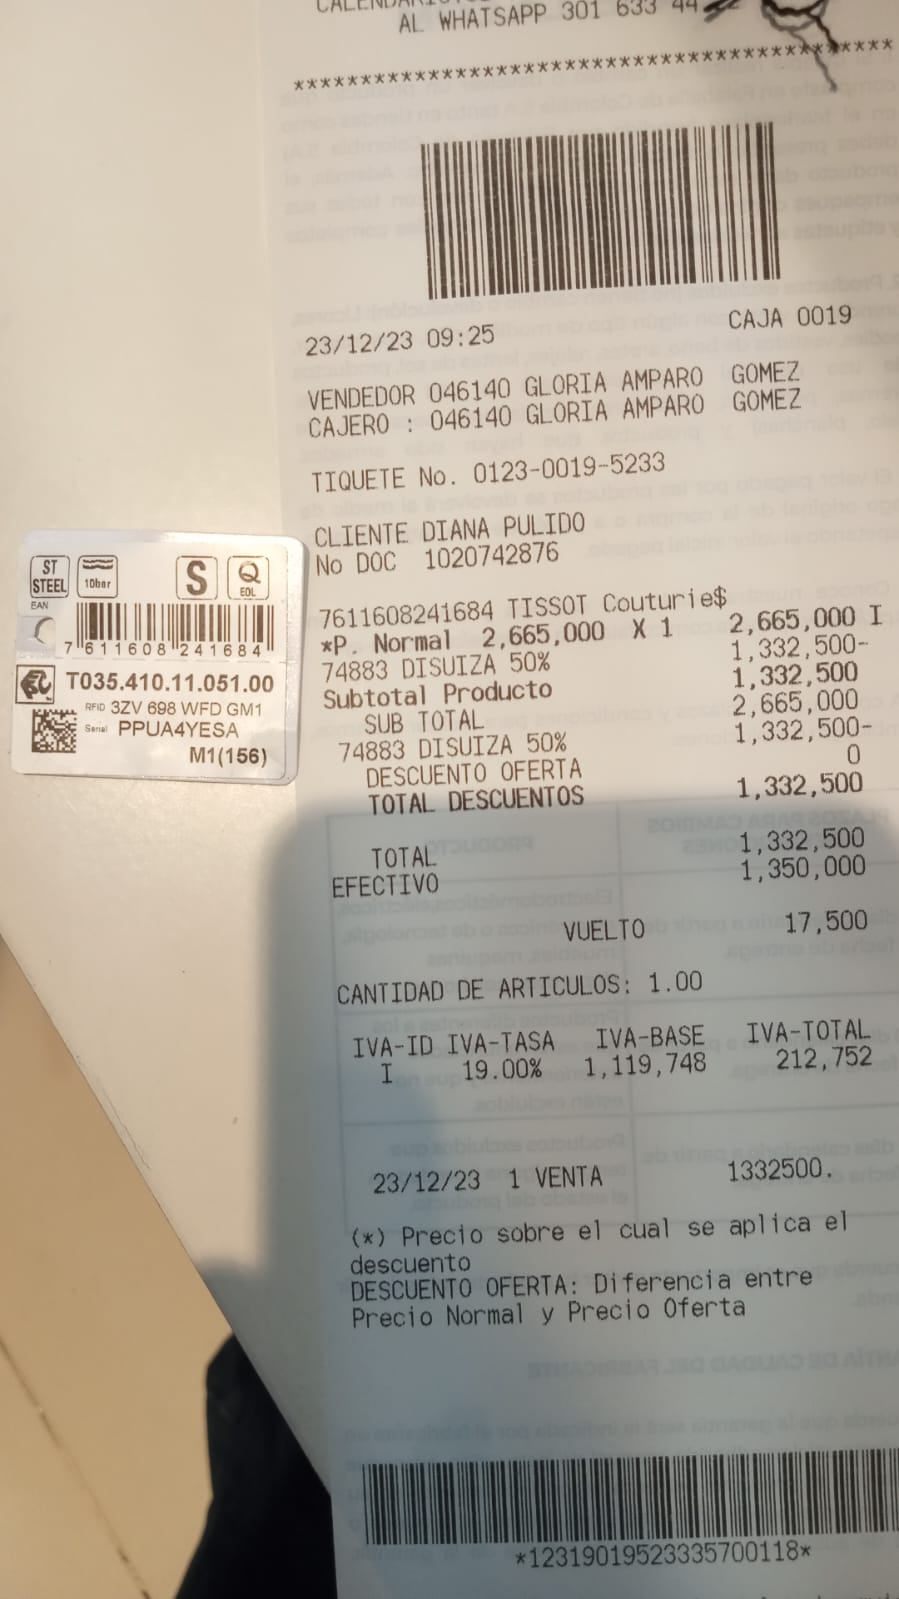 AL WHATSAPP 301 633 44
*********************************************
23/12/23 09:25 CAJA 0019
VENDEDOR 046140 GLORIA AMPARO GOMEZ
CAJERO : 046140 GLORIA AMPARO GOMEZ
TIQUETE No. 0123-0019-5233
CLIENTE DIANA PULIDO
No DOC 1020742876
7611608241684 TISSOT Couturie$
*P. Normal 2,665,000 X 1 2,665,000 I
74883 DISUIZA 50% 1,332,500-
Subtotal Producto 1,332,500
SUB TOTAL 2,665,000
74883 DISUIZA 50% 1,332,500-
DESCUENTO OFERTA 0
TOTAL DESCUENTOS 1,332,500
TOTAL 1,332,500
EFECTIVO 1,350,000
VUELTO 17,500
CANTIDAD DE ARTICULOS: 1.00
IVA-ID IVA-TASA IVA-BASE IVA-TOTAL
I 19.00% 1,119,748 212,752
23/12/23 1 VENTA 1332500.
(*) Precio sobre el cual se aplica el
descuento
DESCUENTO OFERTA: Diferencia entre
Precio Normal y Precio Oferta
*12319019523335700118*
ST STEEL
10bar
S
Q EOL
EAN
7 611608 241684
T035.410.11.051.00
RFID 3ZV 698 WFD GM1
Serial PPUA4YESA
M1(156)